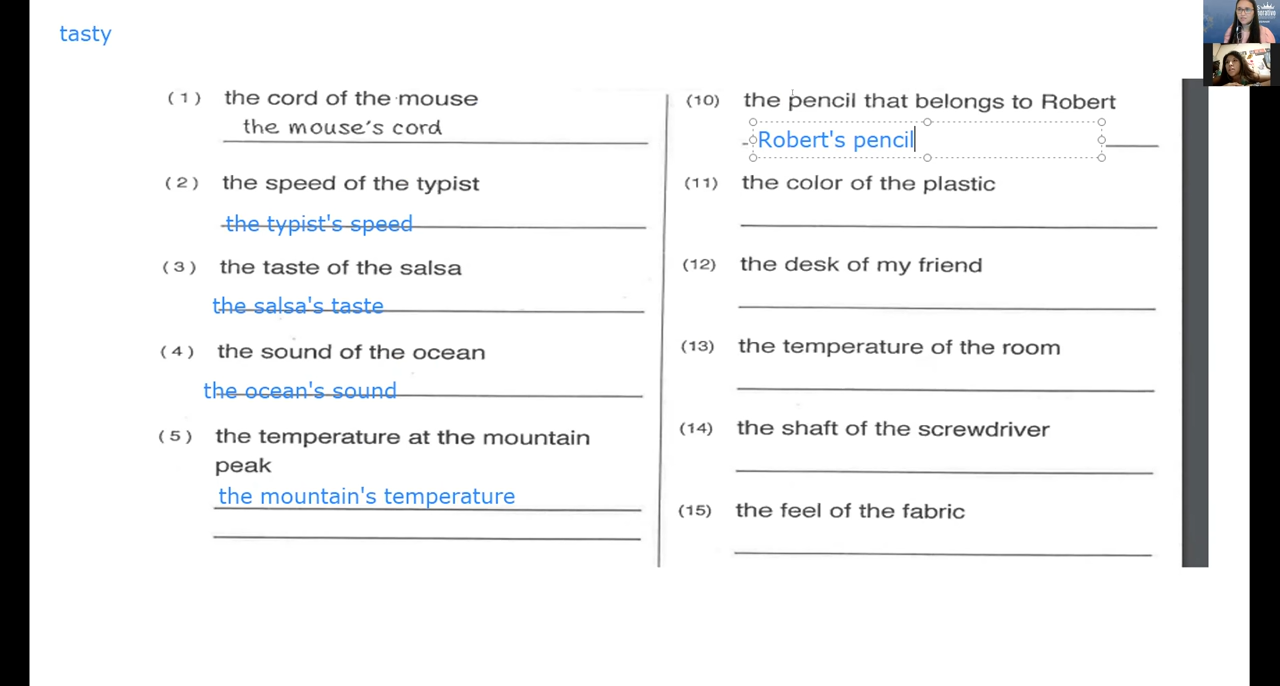 tasty
(1) the cord of the mouse
the mouse's cord
(2) the speed of the typist
the typist's speed
(3) the taste of the salsa
the salsa's taste
(4) the sound of the ocean
the ocean's sound
(5) the temperature at the mountain
peak
the mountain's temperature
(10) the pencil that belongs to Robert
Robert's pencil
(11) the color of the plastic
(12) the desk of my friend
(13) the temperature of the room
(14) the shaft of the screwdriver
(15) the feel of the fabric